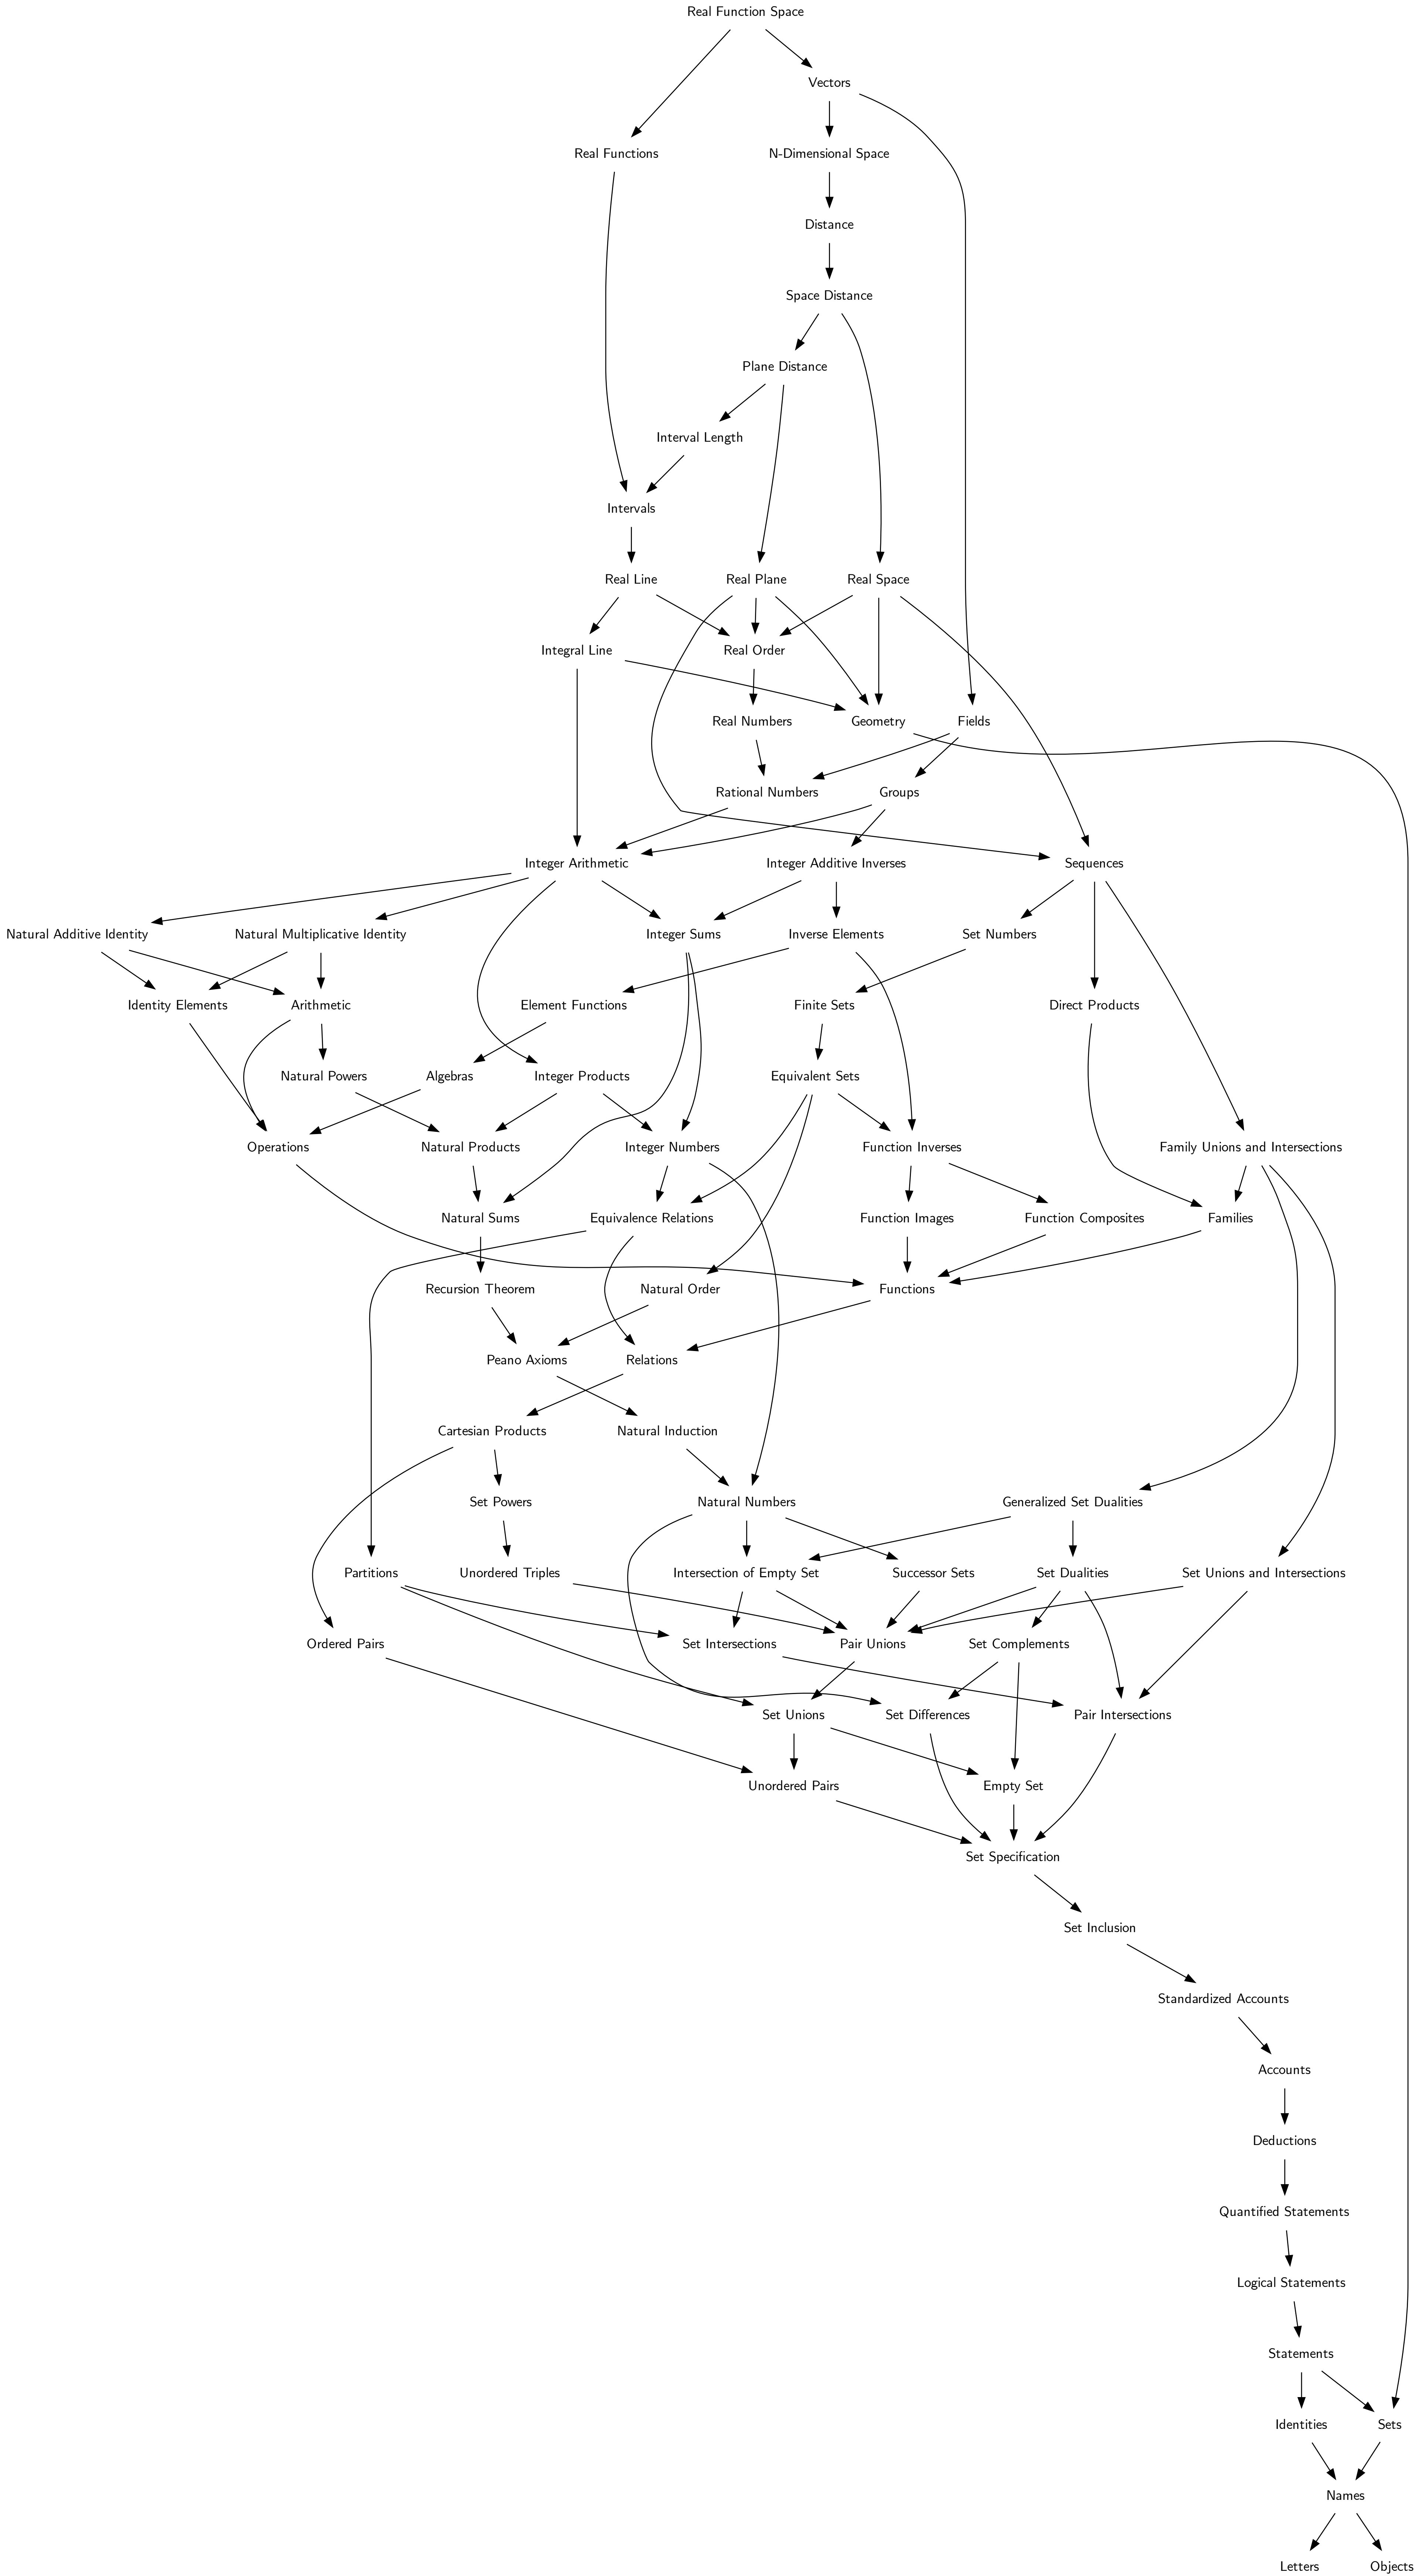 Real Function Space
Vectors
Real Functions
N-Dimensional Space
Distance
Space Distance
Plane Distance
Interval Length
Intervals
Real Line
Real Plane
Real Space
Integral Line
Real Order
Real Numbers
Geometry
Fields
Rational Numbers
Groups
Integer Arithmetic
Integer Additive Inverses
Sequences
Natural Additive Identity
Natural Multiplicative Identity
Integer Sums
Inverse Elements
Set Numbers
Identity Elements
Arithmetic
Element Functions
Finite Sets
Direct Products
Natural Powers
Algebras
Integer Products
Equivalent Sets
Operations
Natural Products
Integer Numbers
Function Inverses
Family Unions and Intersections
Natural Sums
Equivalence Relations
Function Images
Function Composites
Families
Recursion Theorem
Natural Order
Functions
Peano Axioms
Relations
Cartesian Products
Natural Induction
Set Powers
Natural Numbers
Generalized Set Dualities
Partitions
Unordered Triples
Intersection of Empty Set
Successor Sets
Set Dualities
Set Unions and Intersections
Ordered Pairs
Set Intersections
Pair Unions
Set Complements
Set Unions
Set Differences
Pair Intersections
Unordered Pairs
Empty Set
Set Specification
Set Inclusion
Standardized Accounts
Accounts
Deductions
Quantified Statements
Logical Statements
Statements
Identities
Sets
Names
Letters
Objects